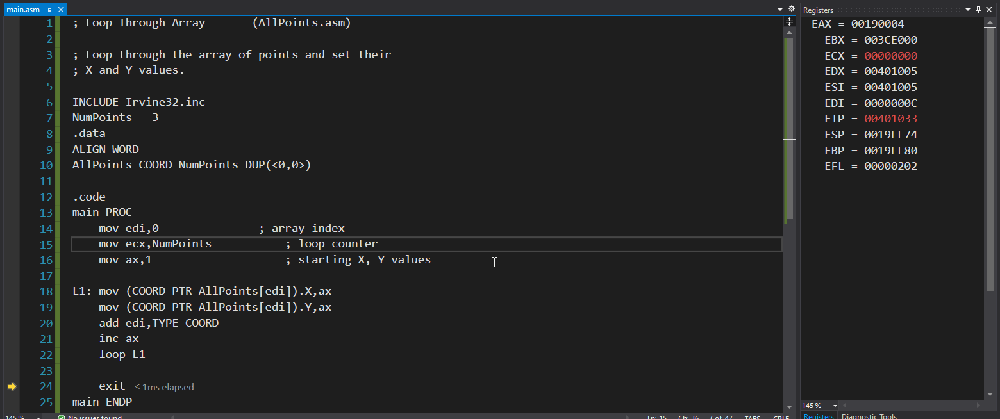 main.asm
1 ; Loop Through Array (AllPoints.asm)
2
3 ; Loop through the array of points and set their
4 ; X and Y values.
5
6 INCLUDE Irvine32.inc
7 NumPoints = 3
8 .data
9 ALIGN WORD
10 AllPoints COORD NumPoints DUP(<0,0>)
11
12 .code
13 main PROC
14 mov edi,0 ; array index
15 mov ecx,NumPoints ; loop counter
16 mov ax,1 ; starting X, Y values
17
18 L1: mov (COORD PTR AllPoints[edi]).X,ax
19 mov (COORD PTR AllPoints[edi]).Y,ax
20 add edi,TYPE COORD
21 inc ax
22 loop L1
23
24 exit ≤ 1ms elapsed
25 main ENDP
145 % No issues found Ln: 15 Ch: 36 Col: 47 TABS CRLF
Registers
EAX = 00190004
EBX = 003CE000
ECX = 00000000
EDX = 00401005
ESI = 00401005
EDI = 0000000C
EIP = 00401033
ESP = 0019FF74
EBP = 0019FF80
EFL = 00000202
145 %
Registers Diagnostic Tools